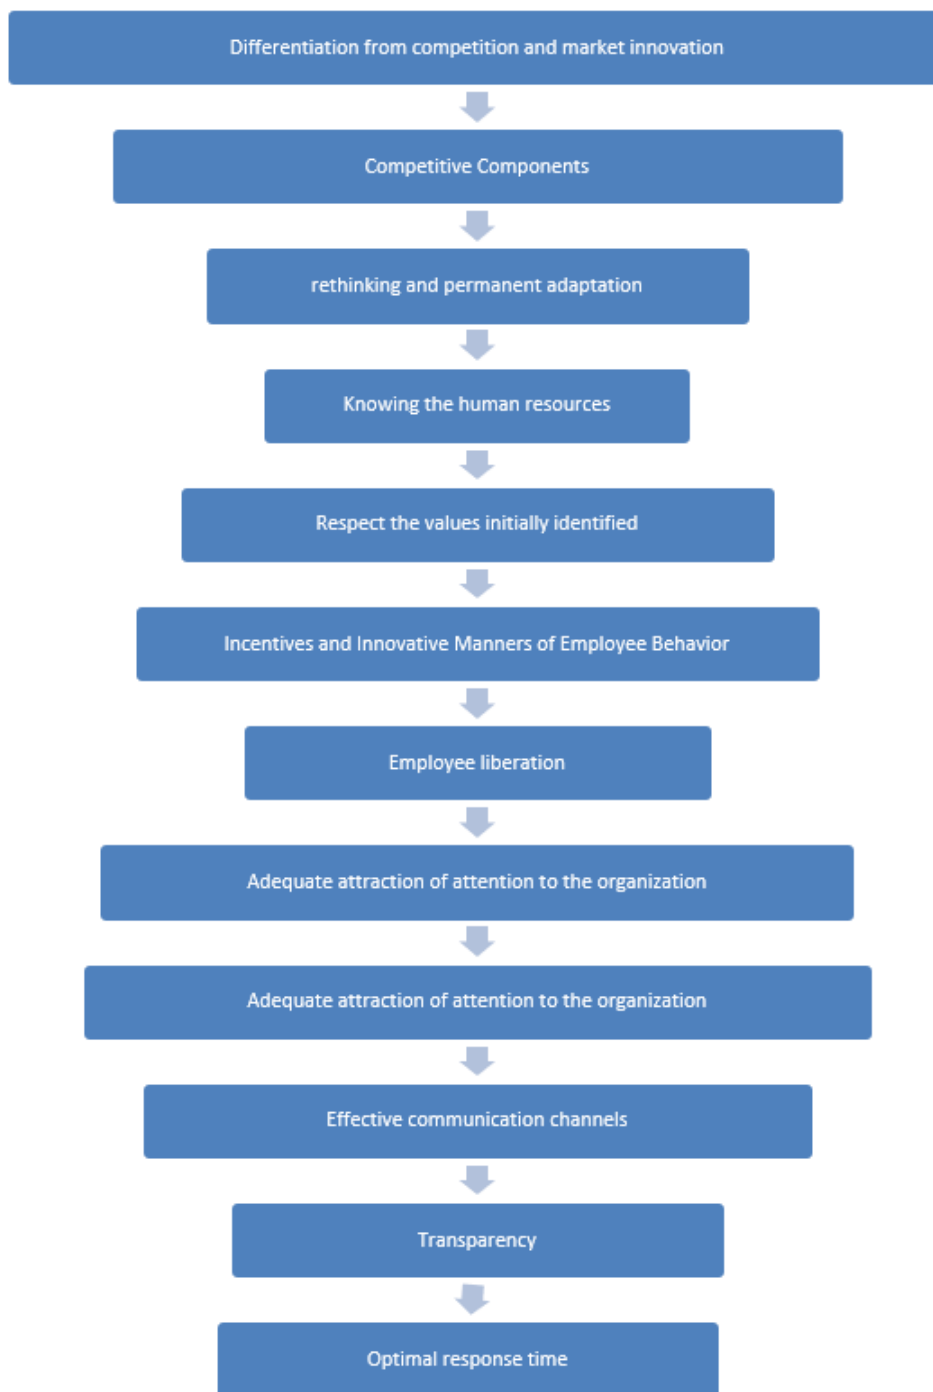 Differentiation from competition and market innovation
Competitive Components
rethinking and permanent adaptation
Knowing the human resources
Respect the values initially identified
Incentives and Innovative Manners of Employee Behavior
Employee liberation
Adequate attraction of attention to the organization
Adequate attraction of attention to the organization
Effective communication channels
Transparency
Optimal response time